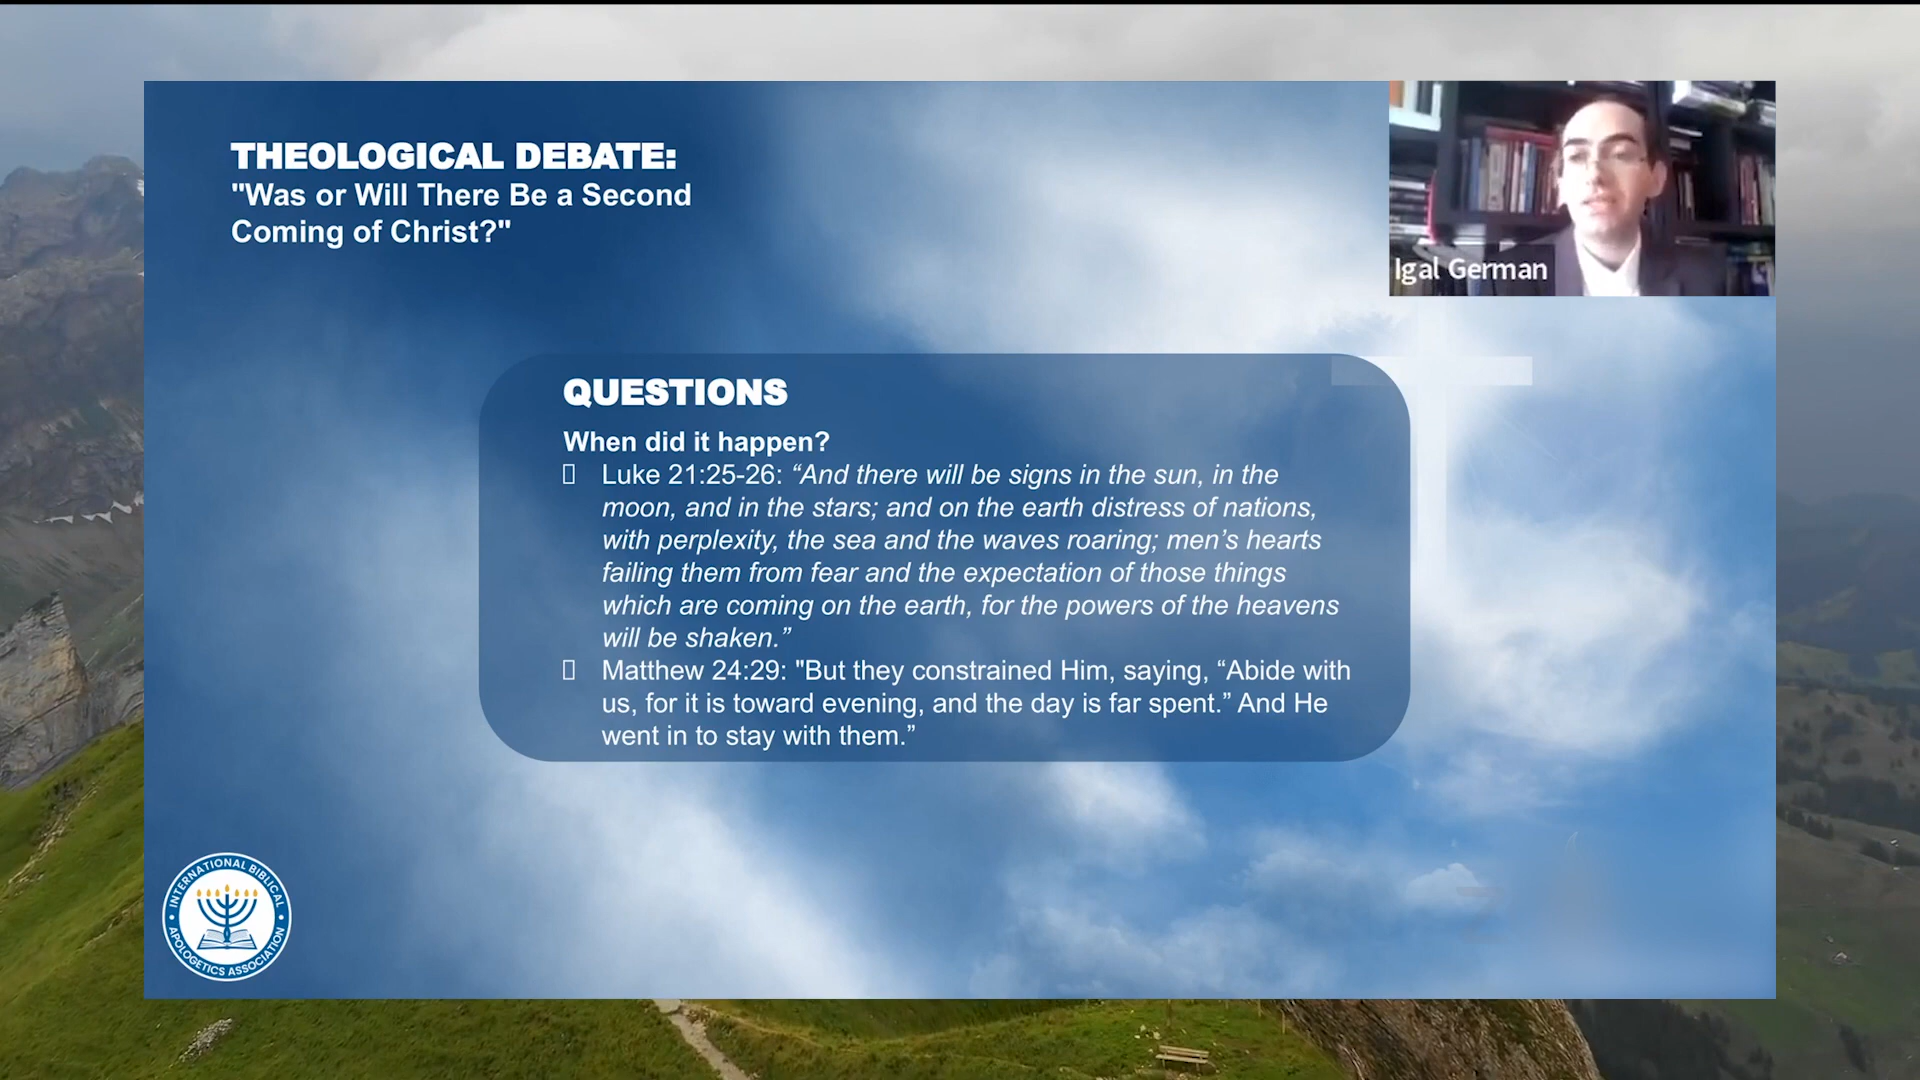 THEOLOGICAL DEBATE:
"Was or Will There Be a Second
Coming of Christ?"
Igal German
QUESTIONS
When did it happen?
Luke 21:25-26: “And there will be signs in the sun, in the
moon, and in the stars; and on the earth distress of nations,
with perplexity, the sea and the waves roaring; men’s hearts
failing them from fear and the expectation of those things
which are coming on the earth, for the powers of the heavens
will be shaken.”
Matthew 24:29: "But they constrained Him, saying, “Abide with
us, for it is toward evening, and the day is far spent.” And He
went in to stay with them.”
INTERNATIONAL BIBLICAL
APOLOGETICS ASSOCIATION